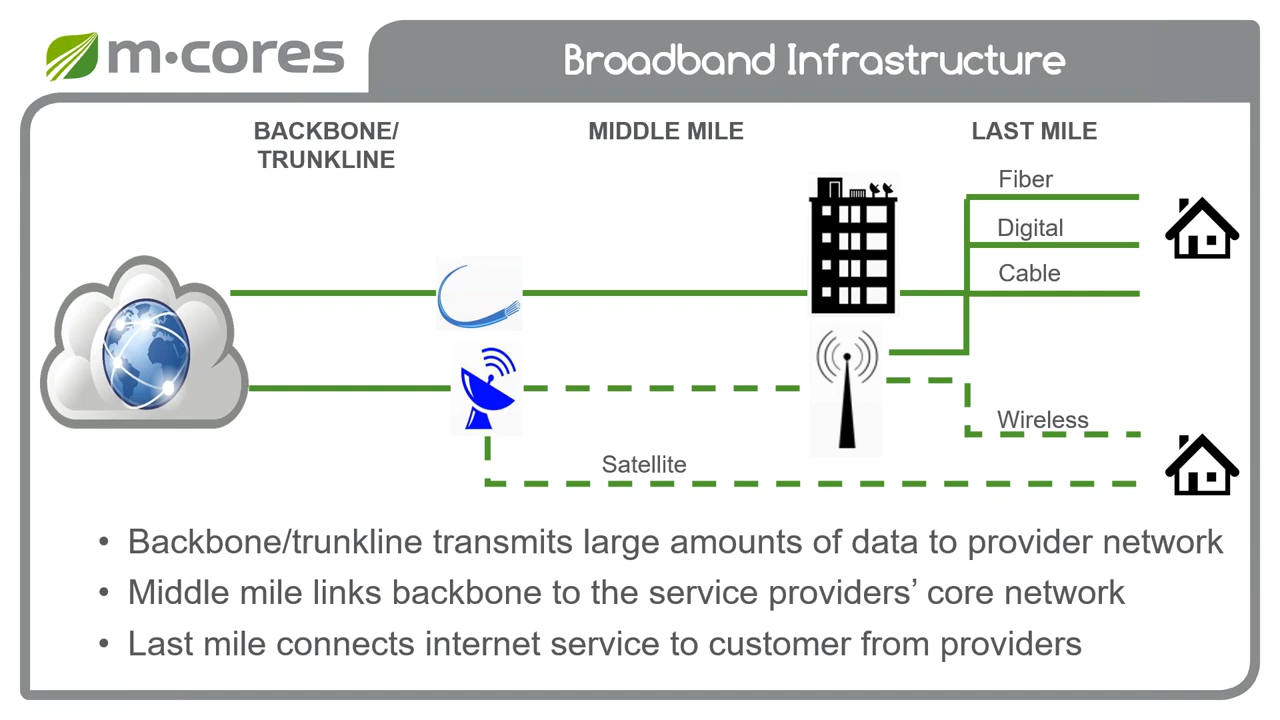 m·cores
Broadband Infrastructure
BACKBONE/
TRUNKLINE
MIDDLE MILE
LAST MILE
Fiber
Digital
Cable
Wireless
Satellite
• Backbone/trunkline transmits large amounts of data to provider network
• Middle mile links backbone to the service providers’ core network
• Last mile connects internet service to customer from providers